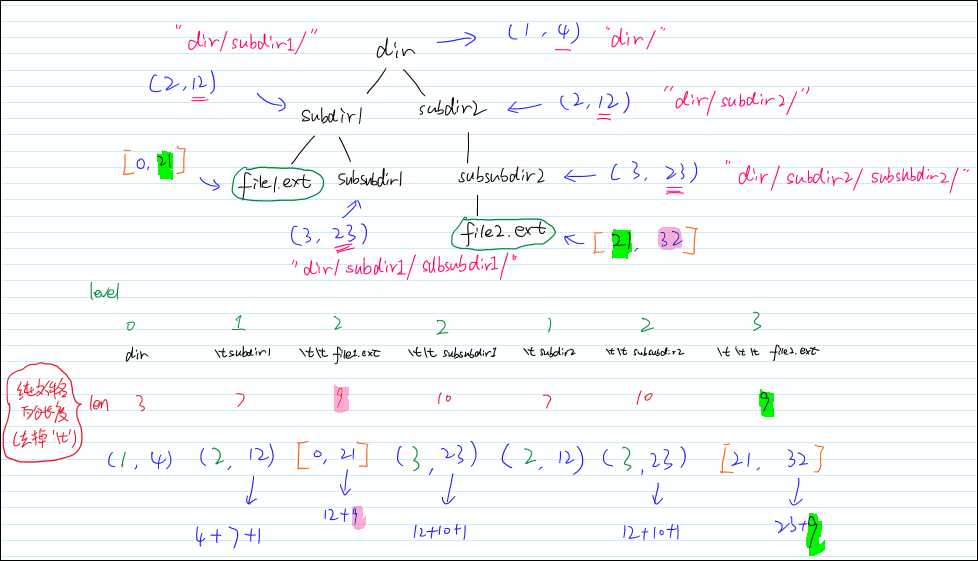 "dir/subdir1/"
dir
(1, 4) "dir/"
(2, 12)
subdir1
subdir2
(2, 12) "dir/subdir2/"
[0, 21]
file1.ext
subsubdir1
subsubdir2
(3, 23) "dir/subdir2/subsubdir2/"
(3, 23)
"dir/subdir1/subsubdir1/"
file2.ext
[21, 32]
level
0 1 2 2 1 2 3
dir \t subdir1 \t\t file1.ext \t\t subsubdir1 \t subdir2 \t\t subsubdir2 \t\t\t file2.ext
纯文件名
的长度
(去掉'\t')
len 3 7 9 10 7 10 9
(1, 4) (2, 12) [0, 21] (3, 23) (2, 12) (3, 23) [21, 32]
4+7+1 12+9 12+10+1 12+10+1 23+9